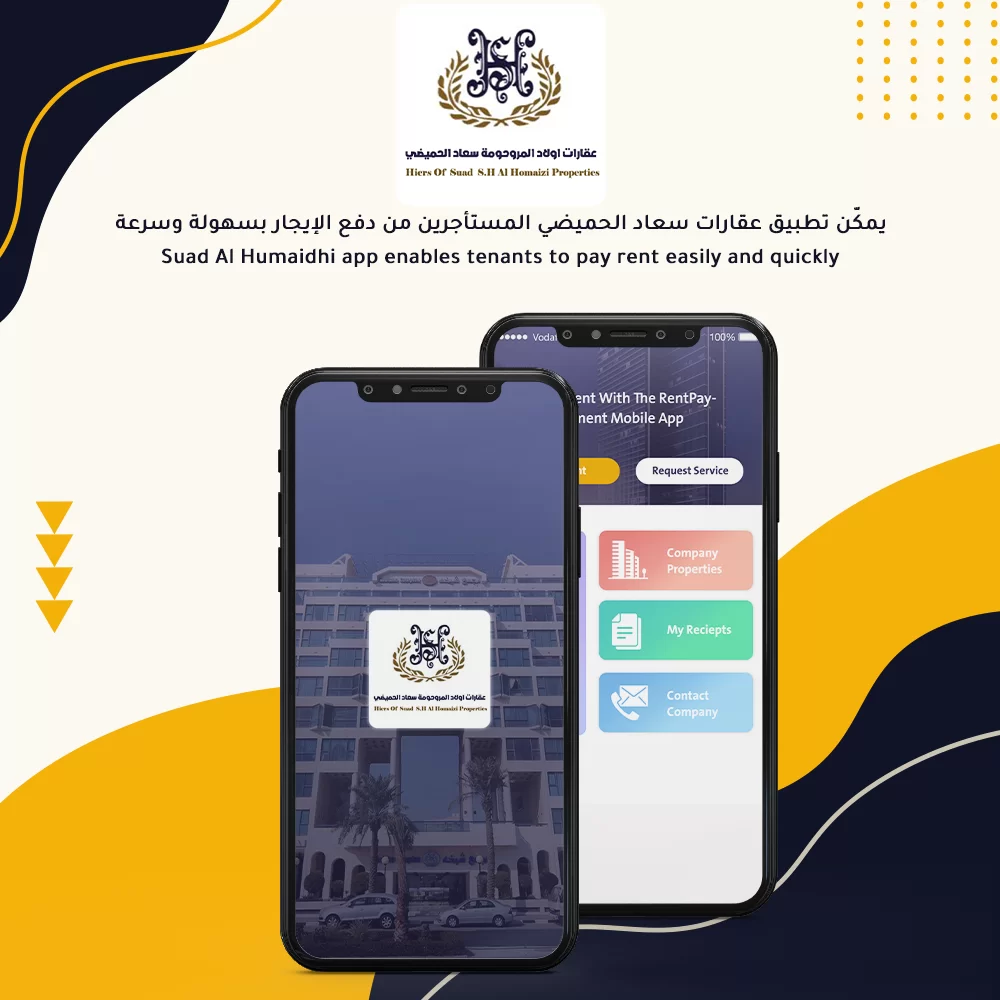 عقارات اولاد المروحومة سعاد الحميضي
Hiers Of Suad S.H Al Homaizi Properties
يمكّن تطبيق عقارات سعاد الحميضي المستأجرين من دفع الإيجار بسهولة وسرعة
Suad Al Humaidhi app enables tenants to pay rent easily and quickly
100%
ent With The RentPay-
ment Mobile App
nt
Request Service
Company
Properties
My Reciepts
Contact
Company
عقارات اولاد المروحومة سعاد الحميضي
Hiers Of Suad S.H Al Homaizi Properties